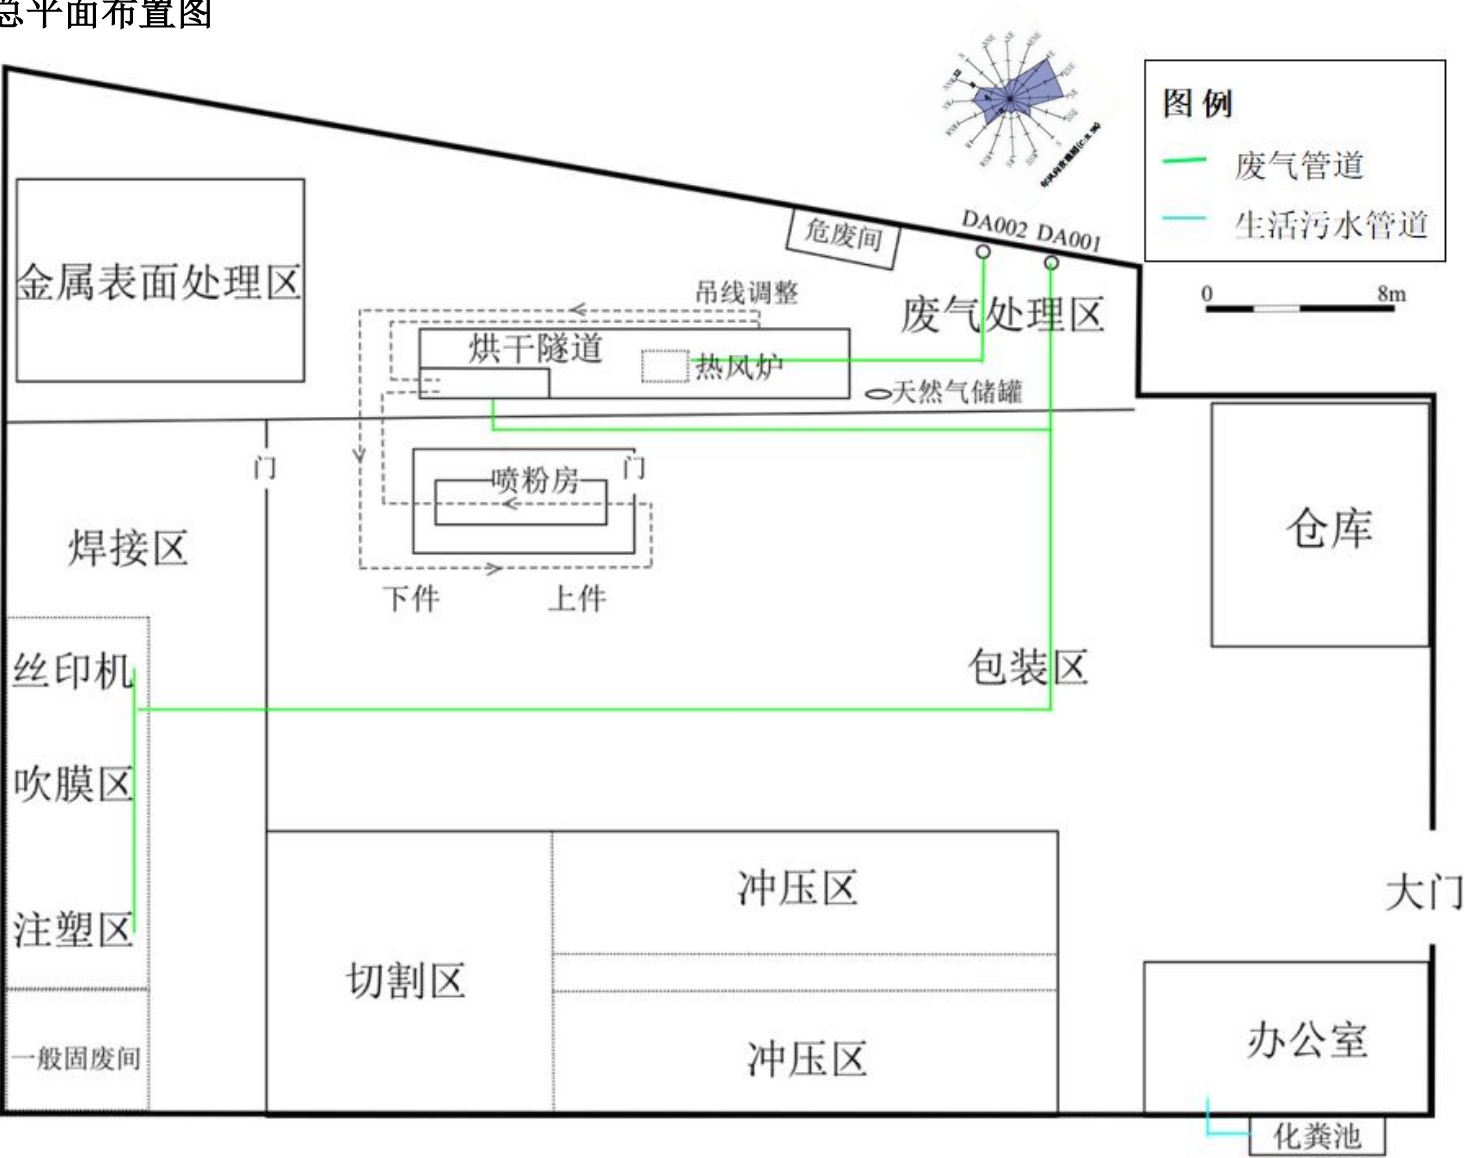 总平面布置图
图例
废气管道
生活污水管道
0 8m
DA002 DA001
危废间
废气处理区
金属表面处理区
吊线调整
烘干隧道
热风炉
天然气储罐
门
喷粉房
门
仓库
焊接区
下件
上件
丝印机
包装区
吹膜区
冲压区
大门
注塑区
切割区
办公室
一般固废间
冲压区
化粪池